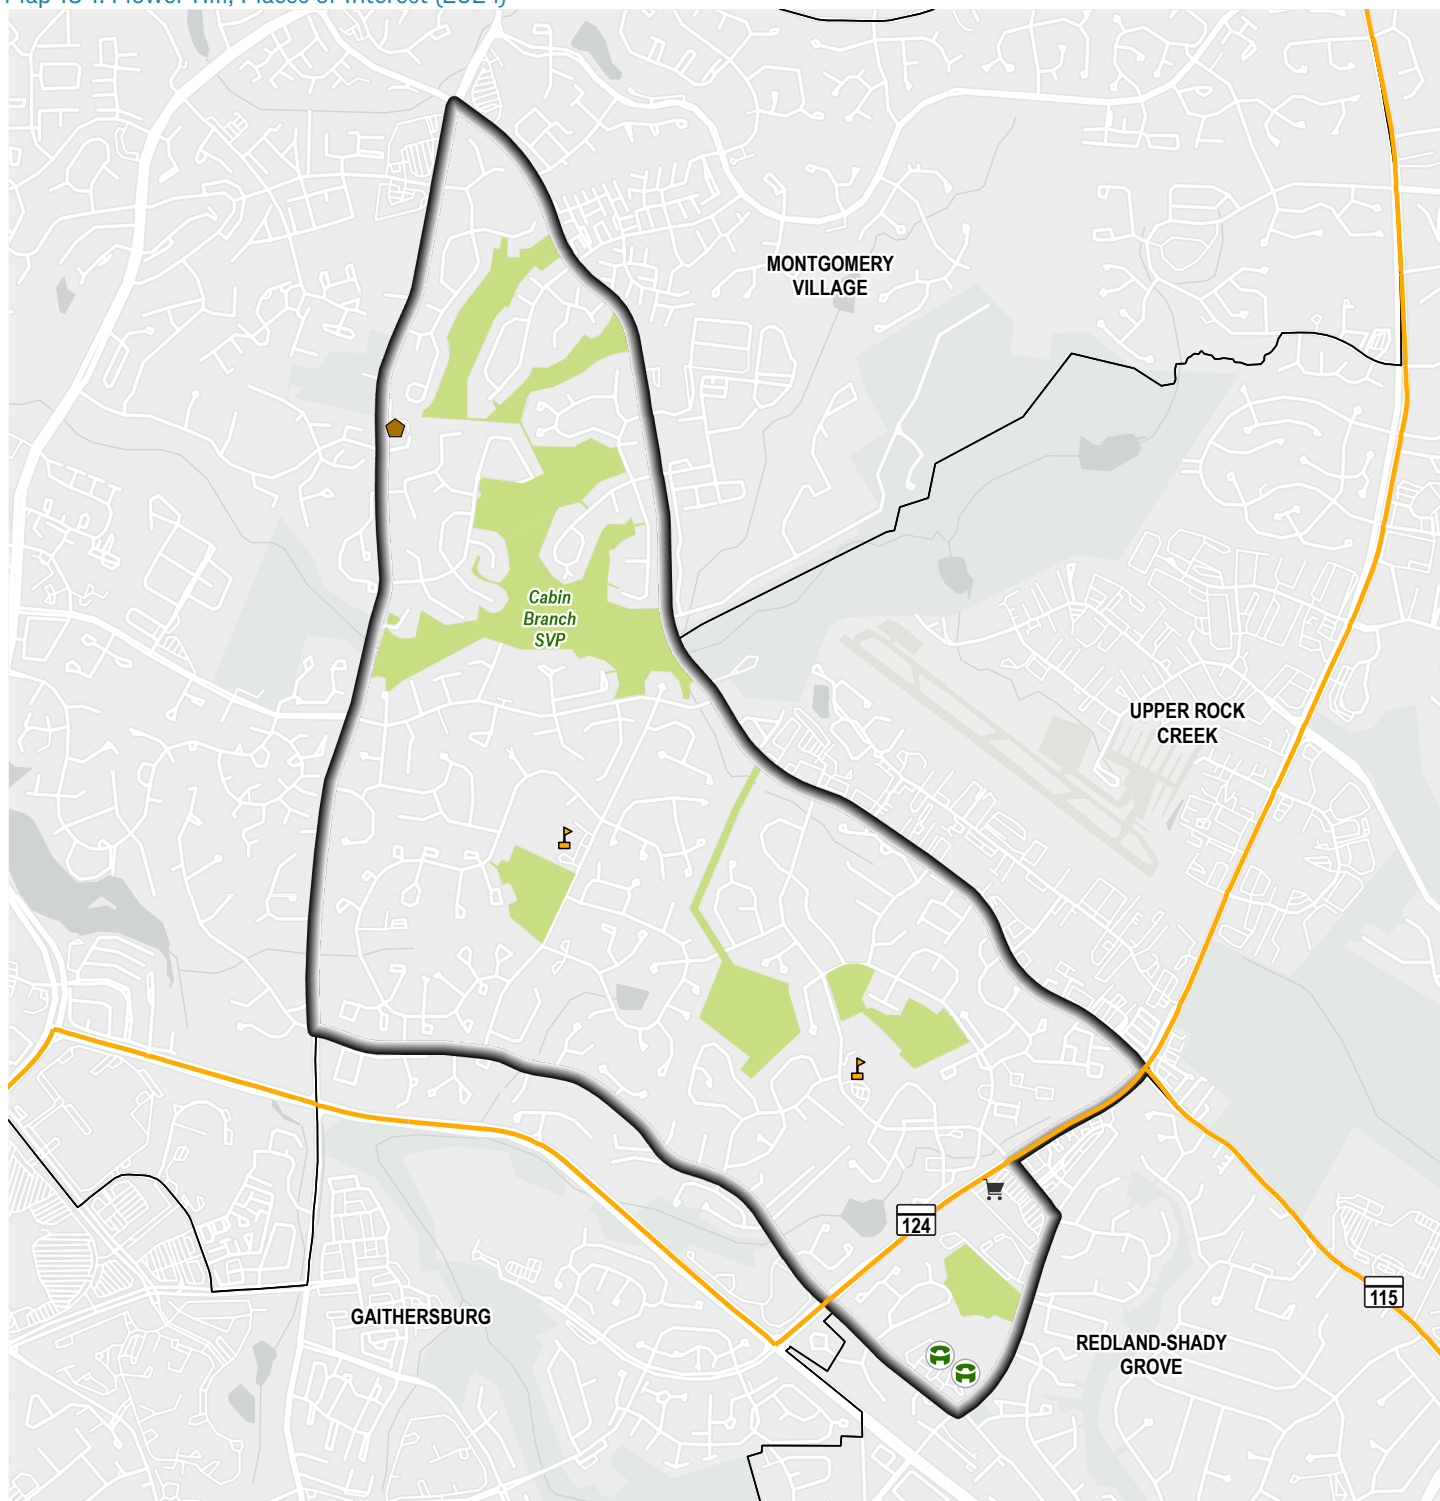 MONTGOMERY
VILLAGE
Cabin
Branch
SVP
UPPER ROCK
CREEK
124
115
GAITHERSBURG
REDLAND-SHADY
GROVE